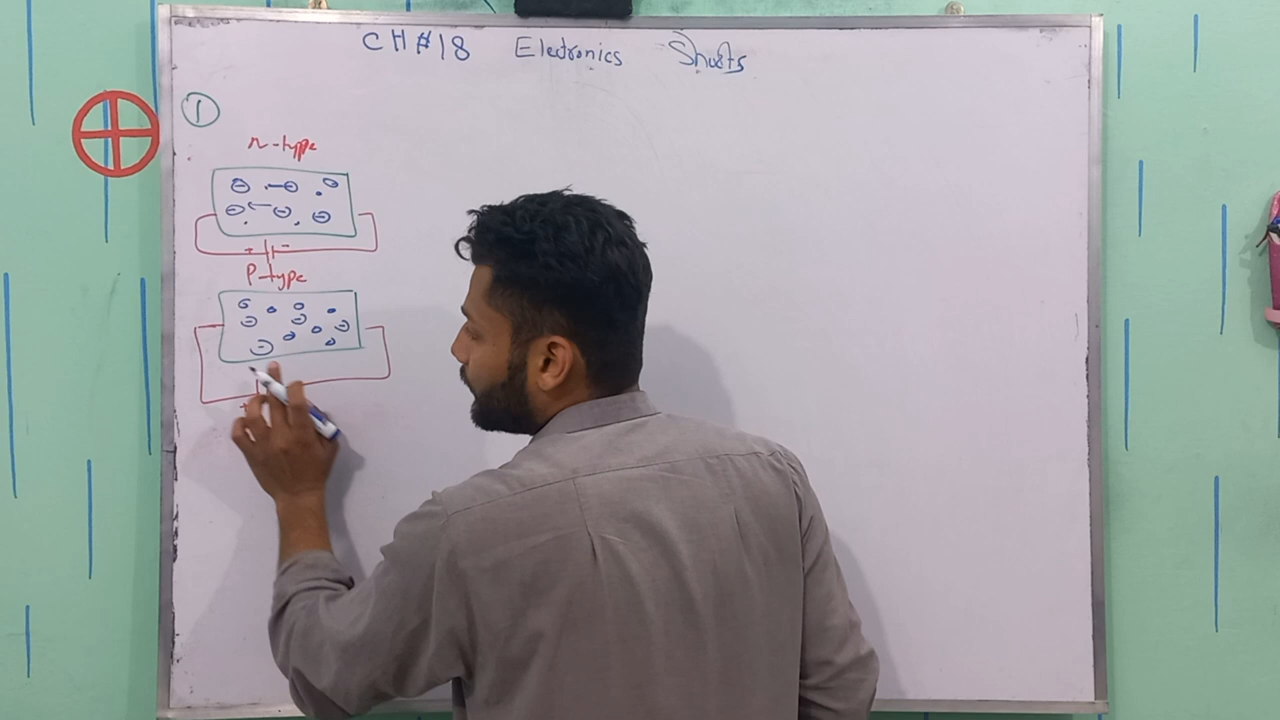 CH#18 Electronics Shorts
1
n-type
+ -
P-type
+